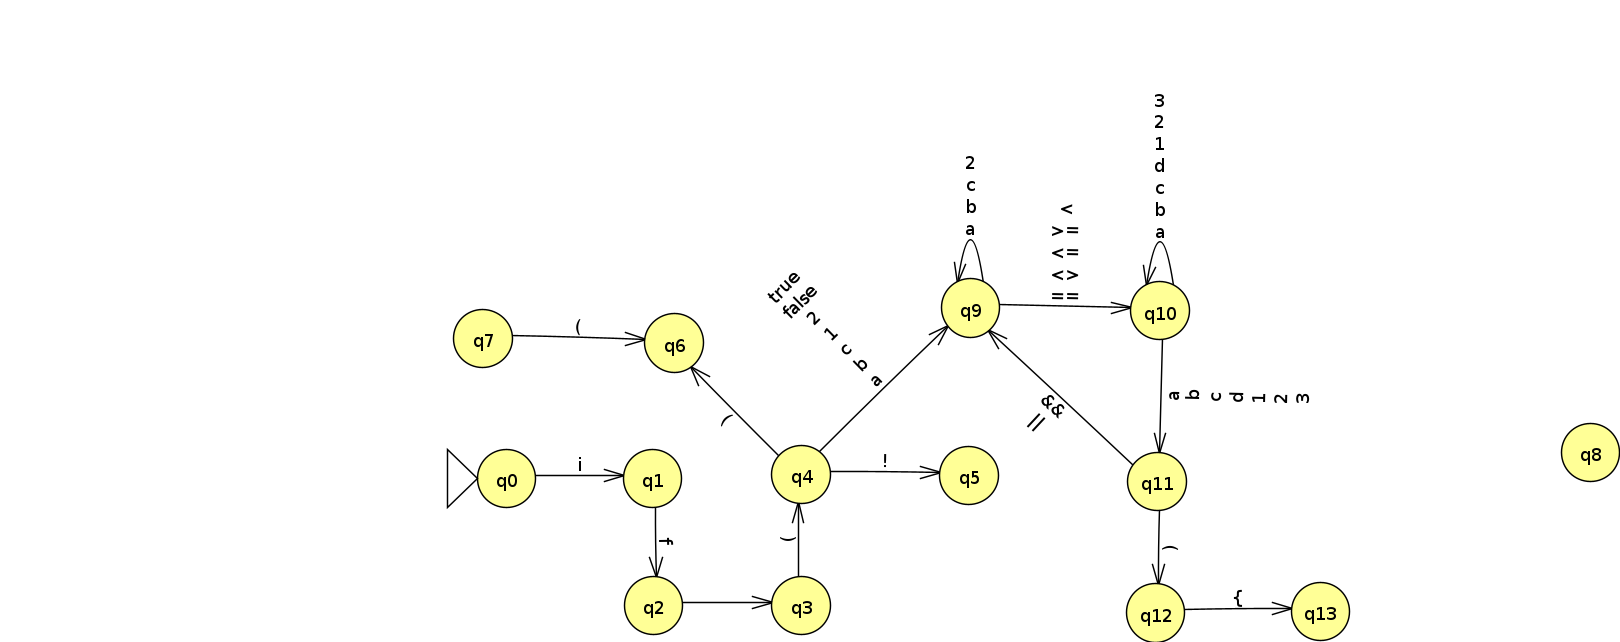 3
2
1
d
c
b
a
2
c
b
a
<
>=
<=
<>
==
true
false
2
1
c
b
a
q9
q10
q7
(
q6
(
a
b
c
d
1
2
3
&&
||
q8
q0
i
q1
q4
!
q5
q11
f
(
(
q2
q3
q12
{
q13